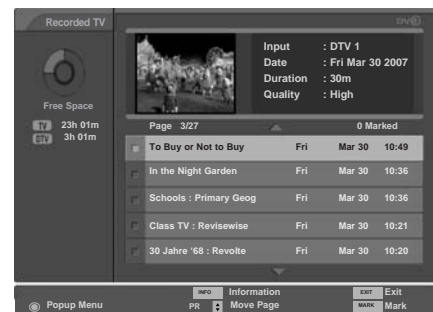 Recorded TV
DVR
Input : DTV 1
Date : Fri Mar 30 2007
Duration : 30m
Quality : High
Free Space
TV 23h 01m
DTV 3h 01m
Page 3/27 0 Marked
To Buy or Not to Buy Fri Mar 30 10:49
In the Night Garden Fri Mar 30 10:36
Schools : Primary Geog Fri Mar 30 10:36
Class TV : Revisewise Fri Mar 30 10:21
30 Jahre ‘68 : Revolte Fri Mar 30 10:20
INFO Information EXIT Exit
Popup Menu PR Move Page MARK Mark